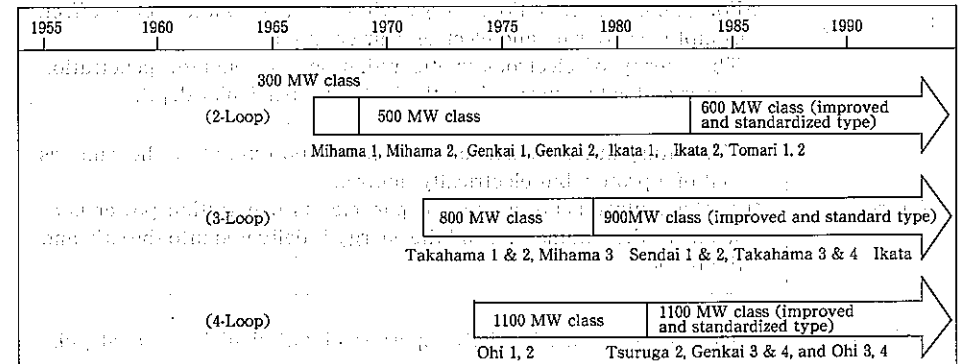 1955 1960 1965 1970 1975 1980 1985 1990
300 MW class
(2-Loop) 500 MW class 600 MW class (improved
and standardized type)
Mihama 1, Mihama 2, Genkai 1, Genkai 2, Ikata 1, Ikata 2, Tomari 1, 2
(3-Loop) 800 MW class 900MW class (improved and standard type)
Takahama 1 & 2, Mihama 3 Sendai 1 & 2, Takahama 3 & 4 Ikata
(4-Loop) 1100 MW class 1100 MW class (improved
and standardized type)
Ohi 1, 2 Tsuruga 2, Genkai 3 & 4, and Ohi 3, 4